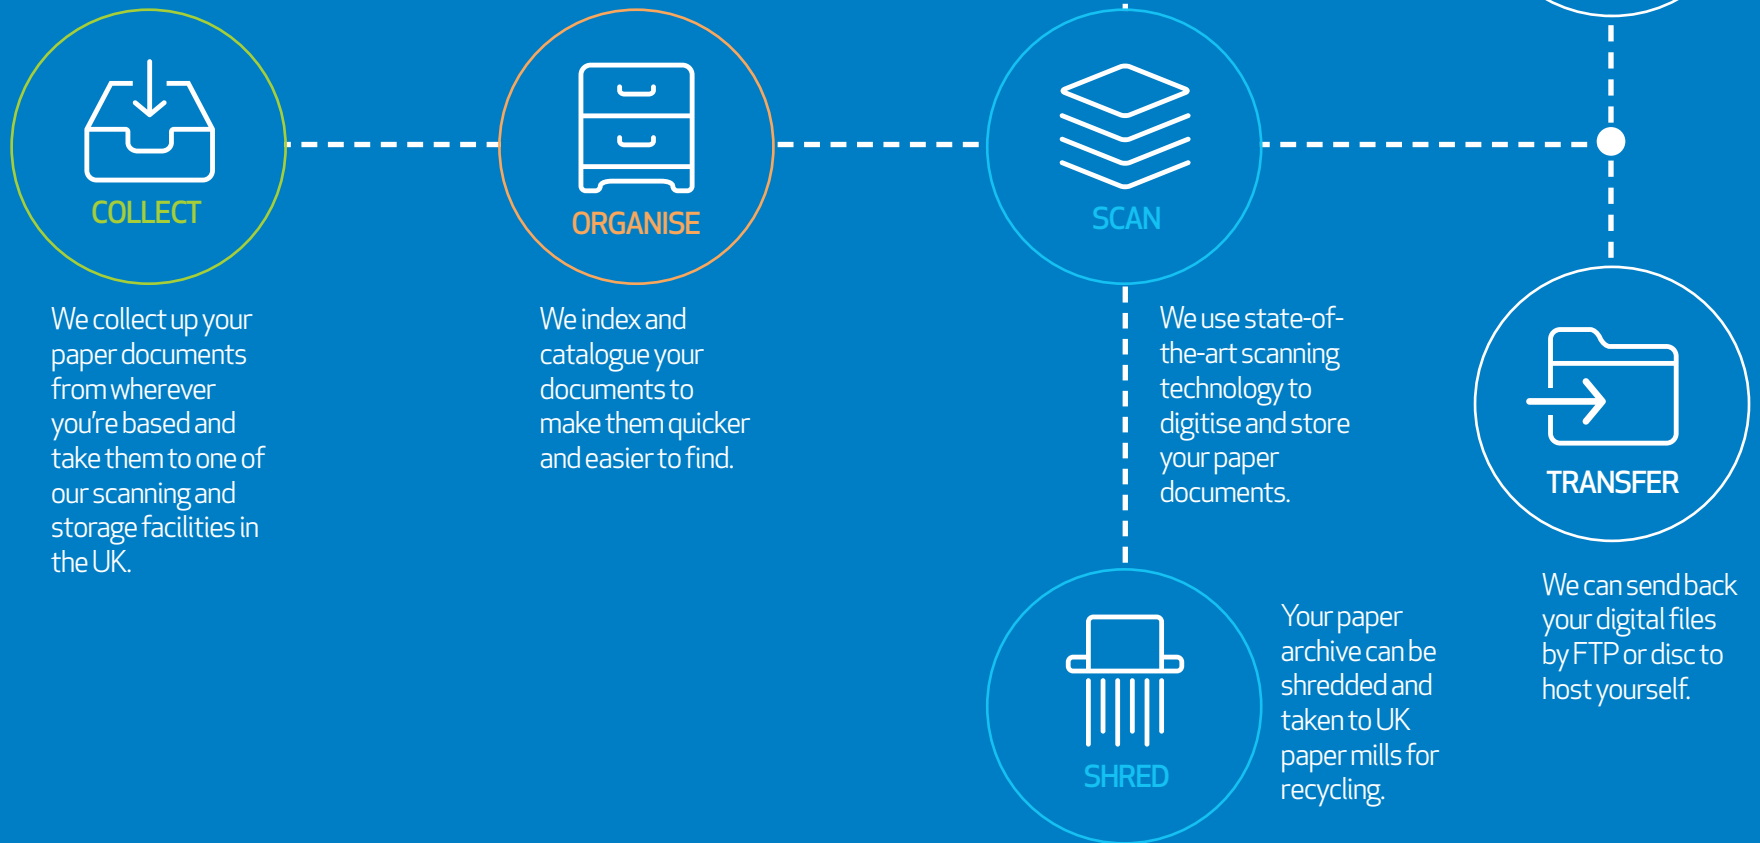 COLLECT
We collect up your
paper documents
from wherever
you're based and
take them to one of
our scanning and
storage facilities in
the UK.
ORGANISE
We index and
catalogue your
documents to
make them quicker
and easier to find.
SCAN
We use state-of-
the-art scanning
technology to
digitise and store
your paper
documents.
SHRED
Your paper
archive can be
shredded and
taken to UK
paper mills for
recycling.
TRANSFER
We can send back
your digital files
by FTP or disc to
host yourself.